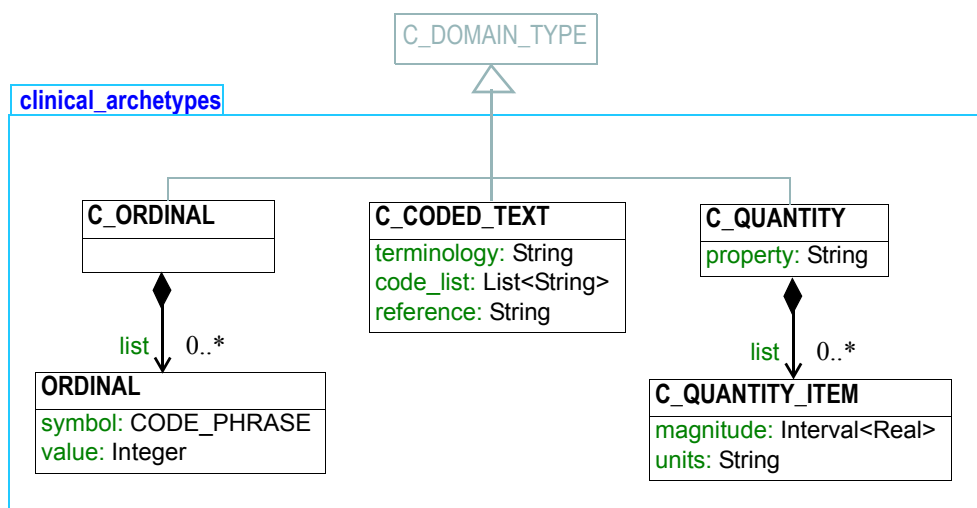 C_DOMAIN_TYPE
clinical_archetypes
C_ORDINAL
C_CODED_TEXT
terminology: String
code_list: List<String>
reference: String
C_QUANTITY
property: String
list 0..*
list 0..*
ORDINAL
symbol: CODE_PHRASE
value: Integer
C_QUANTITY_ITEM
magnitude: Interval<Real>
units: String